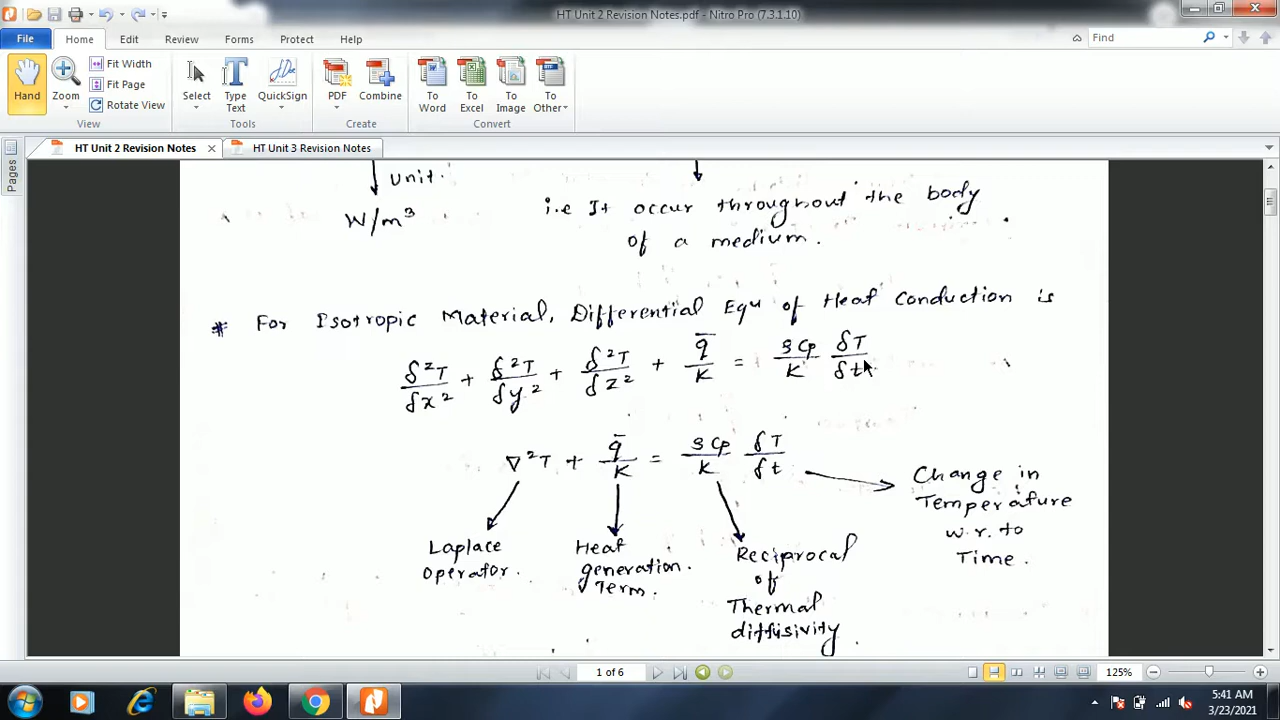 HT Unit 2 Revision Notes.pdf - Nitro Pro (7.3.1.10)
File Home Edit Review Forms Protect Help Find
Hand Zoom Fit Width Fit Page Rotate View Select Type Text QuickSign PDF Combine To Word To Excel To Image To Other
View Tools Create Convert
HT Unit 2 Revision Notes HT Unit 3 Revision Notes
Pages
Unit.
W/m³
i.e It occur throughout the body
of a medium.
* For Isotropic Material, Differential Equ of Heat Conduction is
δ²T/δx² + δ²T/δy² + δ²T/δz² + q̄/K = ρCp/K δT/δt
∇²T + q̄/K = ρCp/K δT/δt
Change in
Temperature
w.r. to
Time.
Laplace
operator.
Heat
generation
Term.
Reciprocal
of
Thermal
diffusivity
1 of 6
125%
5:41 AM
3/23/2021